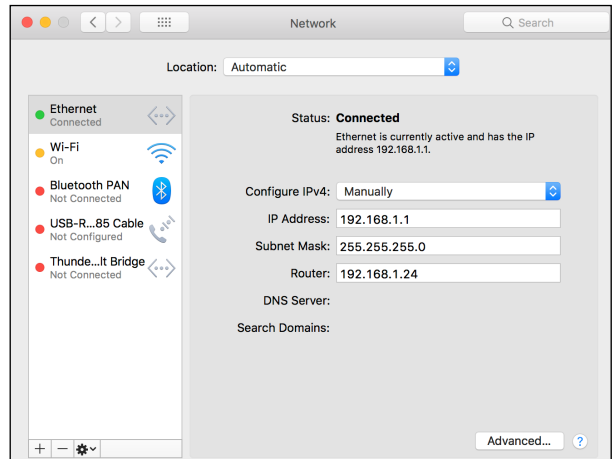 Network
Search
Location: Automatic
Ethernet
Connected
Wi-Fi
On
Bluetooth PAN
Not Connected
USB-R...85 Cable
Not Configured
Thunde...lt Bridge
Not Connected
Status: Connected
Ethernet is currently active and has the IP
address 192.168.1.1.
Configure IPv4: Manually
IP Address: 192.168.1.1
Subnet Mask: 255.255.255.0
Router: 192.168.1.24
DNS Server:
Search Domains:
Advanced... ?